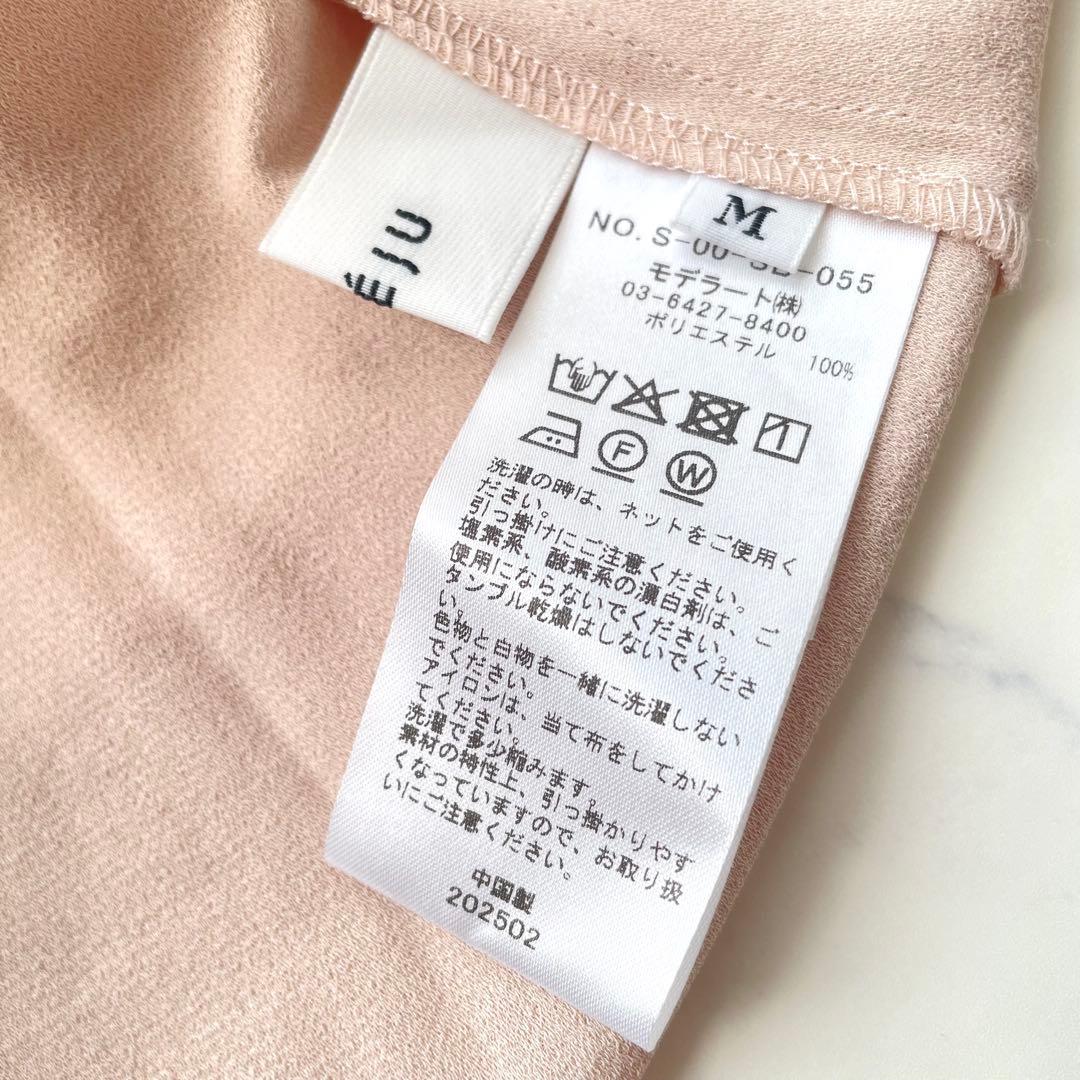 M
NO. S-00-SB-055
モデラート㈱
03-6427-8400
ポリエステル 100%
1
F
W
洗濯の時は、ネットをご使用く
ださい。
引っ掛けにご注意ください。
塩素系、酸素系の漂白剤は、ご
使用にならないでください。
タンブル乾燥はしないでくださ
い。
色物と白物を一緒に洗濯しない
でください。
アイロンは、当て布をしてかけ
てください。
洗濯で多少縮みます。
素材の特性上、引っ掛かりやす
くなっていますので、お取り扱
いにご注意ください。
中国製
202502